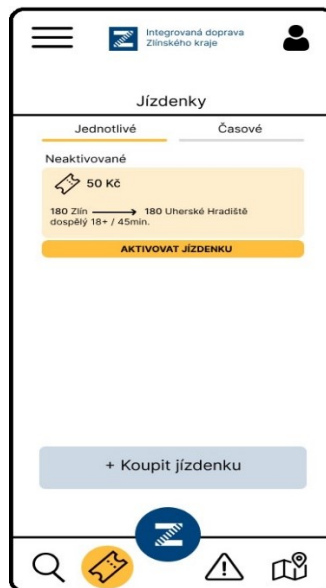 Integrovaná doprava
Zlínského kraje
Jízdenky
Jednotlivé Časové
Neaktivované
50 Kč
180 Zlín 180 Uherské Hradiště
dospělý 18+ / 45min.
AKTIVOVAT JÍZDENKU
+ Koupit jízdenku